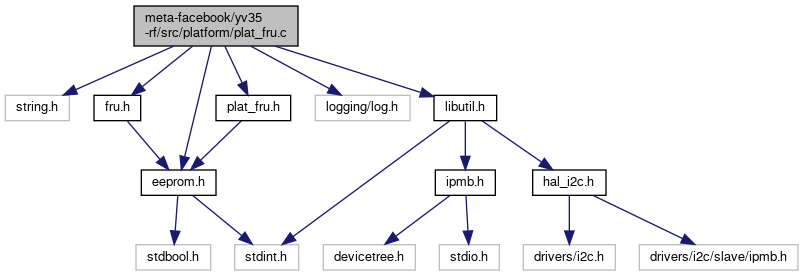 meta-facebook/yv35
-rf/src/platform/plat_fru.c
string.h
fru.h
plat_fru.h
logging/log.h
libutil.h
eeprom.h
ipmb.h
hal_i2c.h
stdbool.h
stdint.h
devicetree.h
stdio.h
drivers/i2c.h
drivers/i2c/slave/ipmb.h